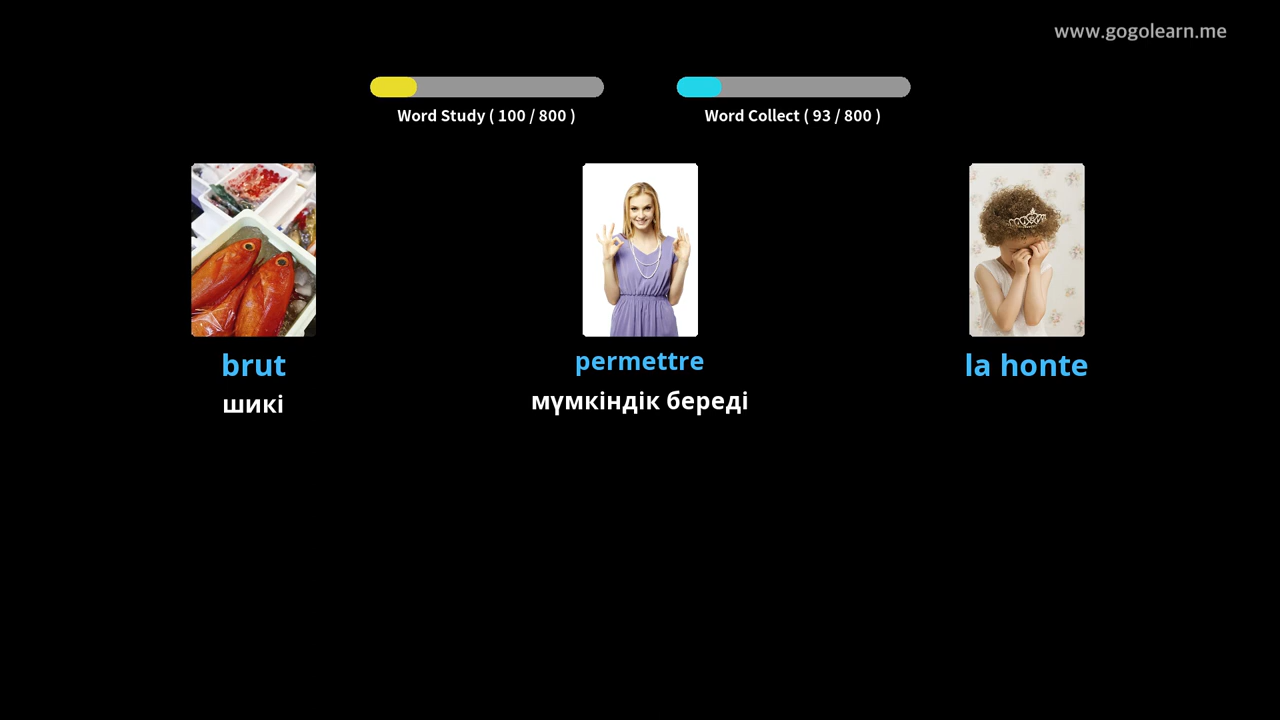 www.gogolearn.me
Word Study ( 100 / 800 )
Word Collect ( 93 / 800 )
brut
permettre
la honte
шикі
мүмкіндік береді